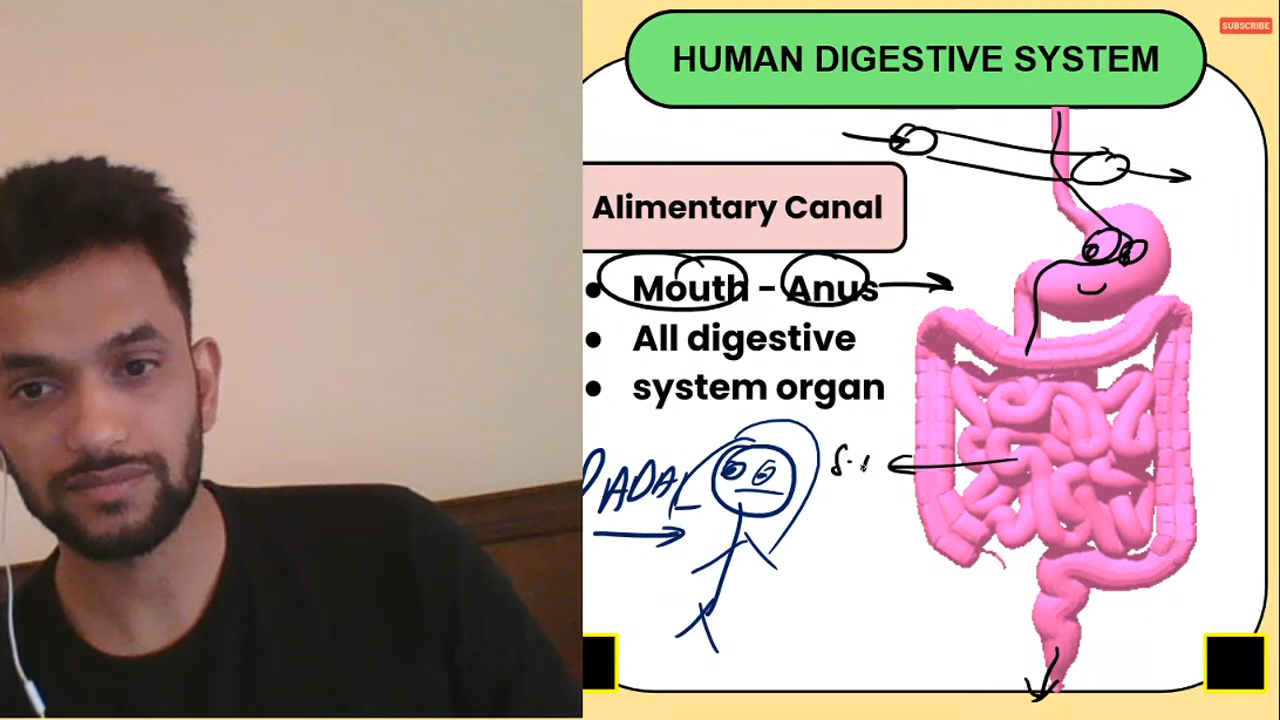 HUMAN DIGESTIVE SYSTEM
SUBSCRIBE
Alimentary Canal
• Mouth - Anus
• All digestive
• system organ